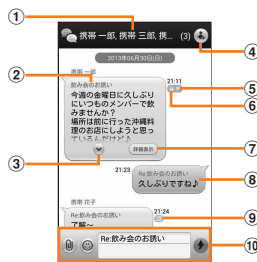 ①
携帯 一郎, 携帯 三郎, 携... (3)
④
2013年06月30日(日)
携帯 一郎
②
21:11
飲み会のお誘い
⑤
今週の金曜日に久しぶり
⑥
にいつものメンバーで飲
みませんか?
場所は前に行った沖縄料
理のお店にしようと思っ
ているんだけど♪
⑦
③
詳細表示
21:23
Re:飲み会のお誘い
久しぶりですね♪
⑧
携帯 花子
21:24
⑨
Re:飲み会のお誘い
了解~
Re:飲み会のお誘い
⑩